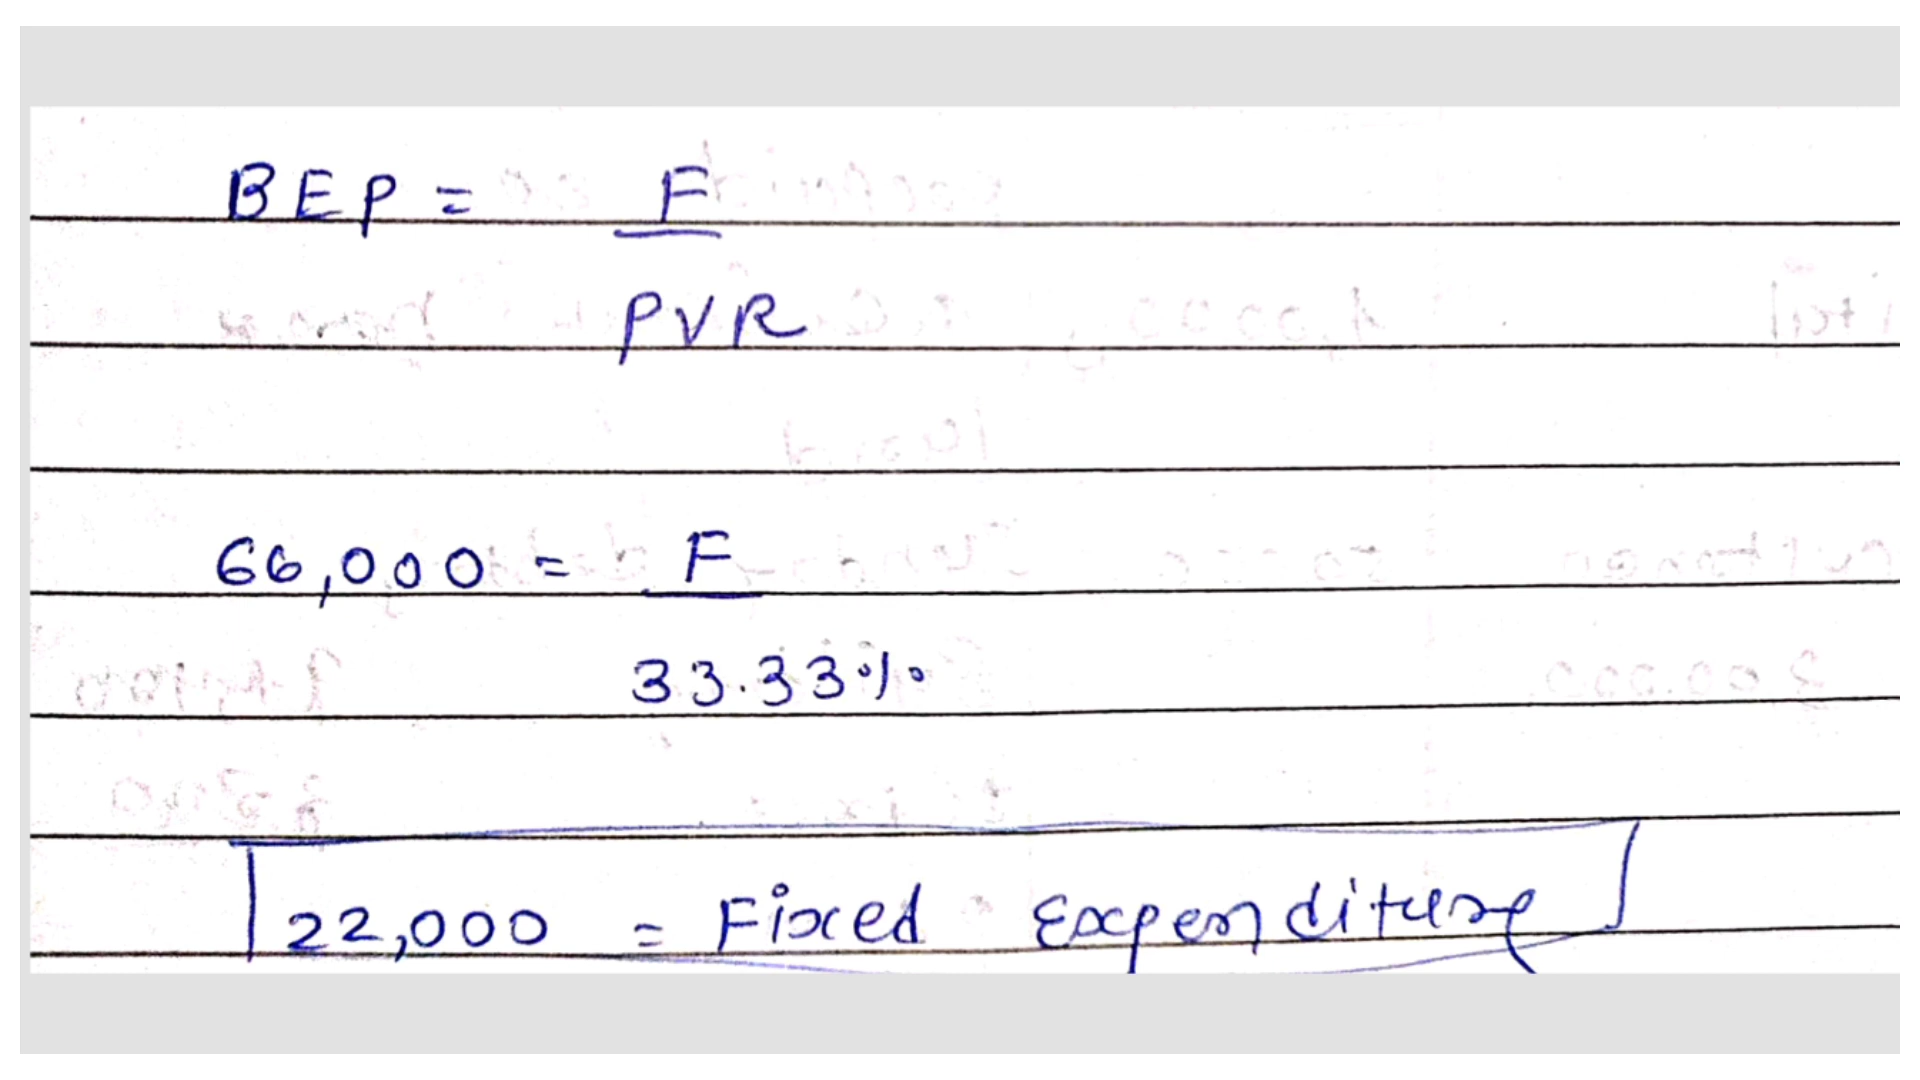 BEP = F
PVR
66,000 = F
33.33%
22,000 = Fixed Expenditure